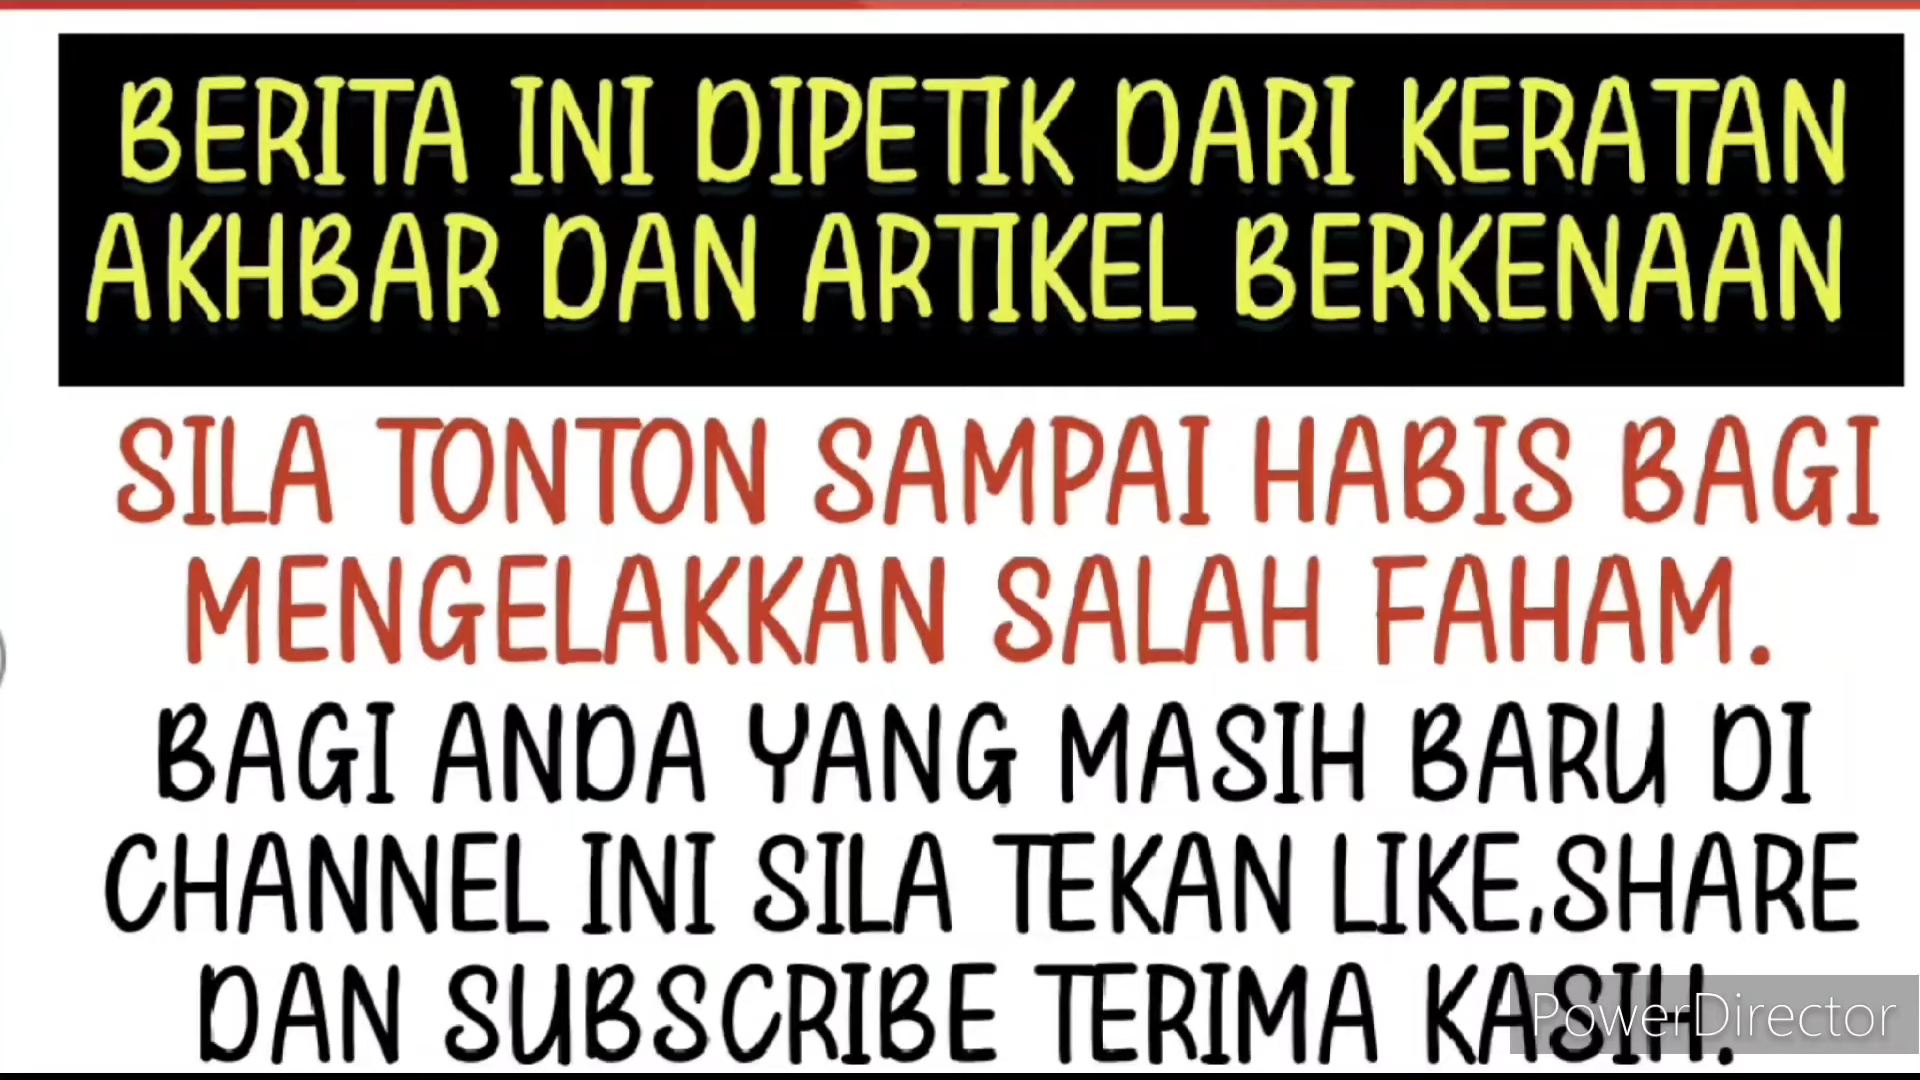 BERITA INI DIPETIK DARI KERATAN
AKHBAR DAN ARTIKEL BERKENAAN
SILA TONTON SAMPAI HABIS BAGI
MENGELAKKAN SALAH FAHAM.
BAGI ANDA YANG MASIH BARU DI
CHANNEL INI SILA TEKAN LIKE,SHARE
DAN SUBSCRIBE TERIMA KASIH.
PowerDirector